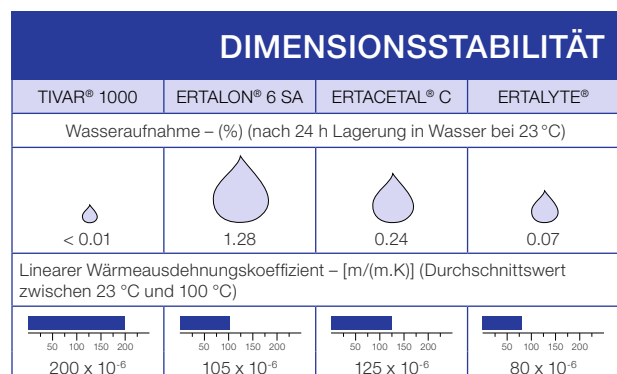 DIMENSIONSSTABILITÄT
TIVAR® 1000 ERTALON® 6 SA ERTACETAL® C ERTALYTE®
Wasseraufnahme – (%) (nach 24 h Lagerung in Wasser bei 23 °C)
< 0.01 1.28 0.24 0.07
Linearer Wärmeausdehnungskoeffizient – [m/(m.K)] (Durchschnittswert
zwischen 23 °C und 100 °C)
50 100 150 200 50 100 150 200 50 100 150 200 50 100 150 200
200 x 10⁻⁶ 105 x 10⁻⁶ 125 x 10⁻⁶ 80 x 10⁻⁶